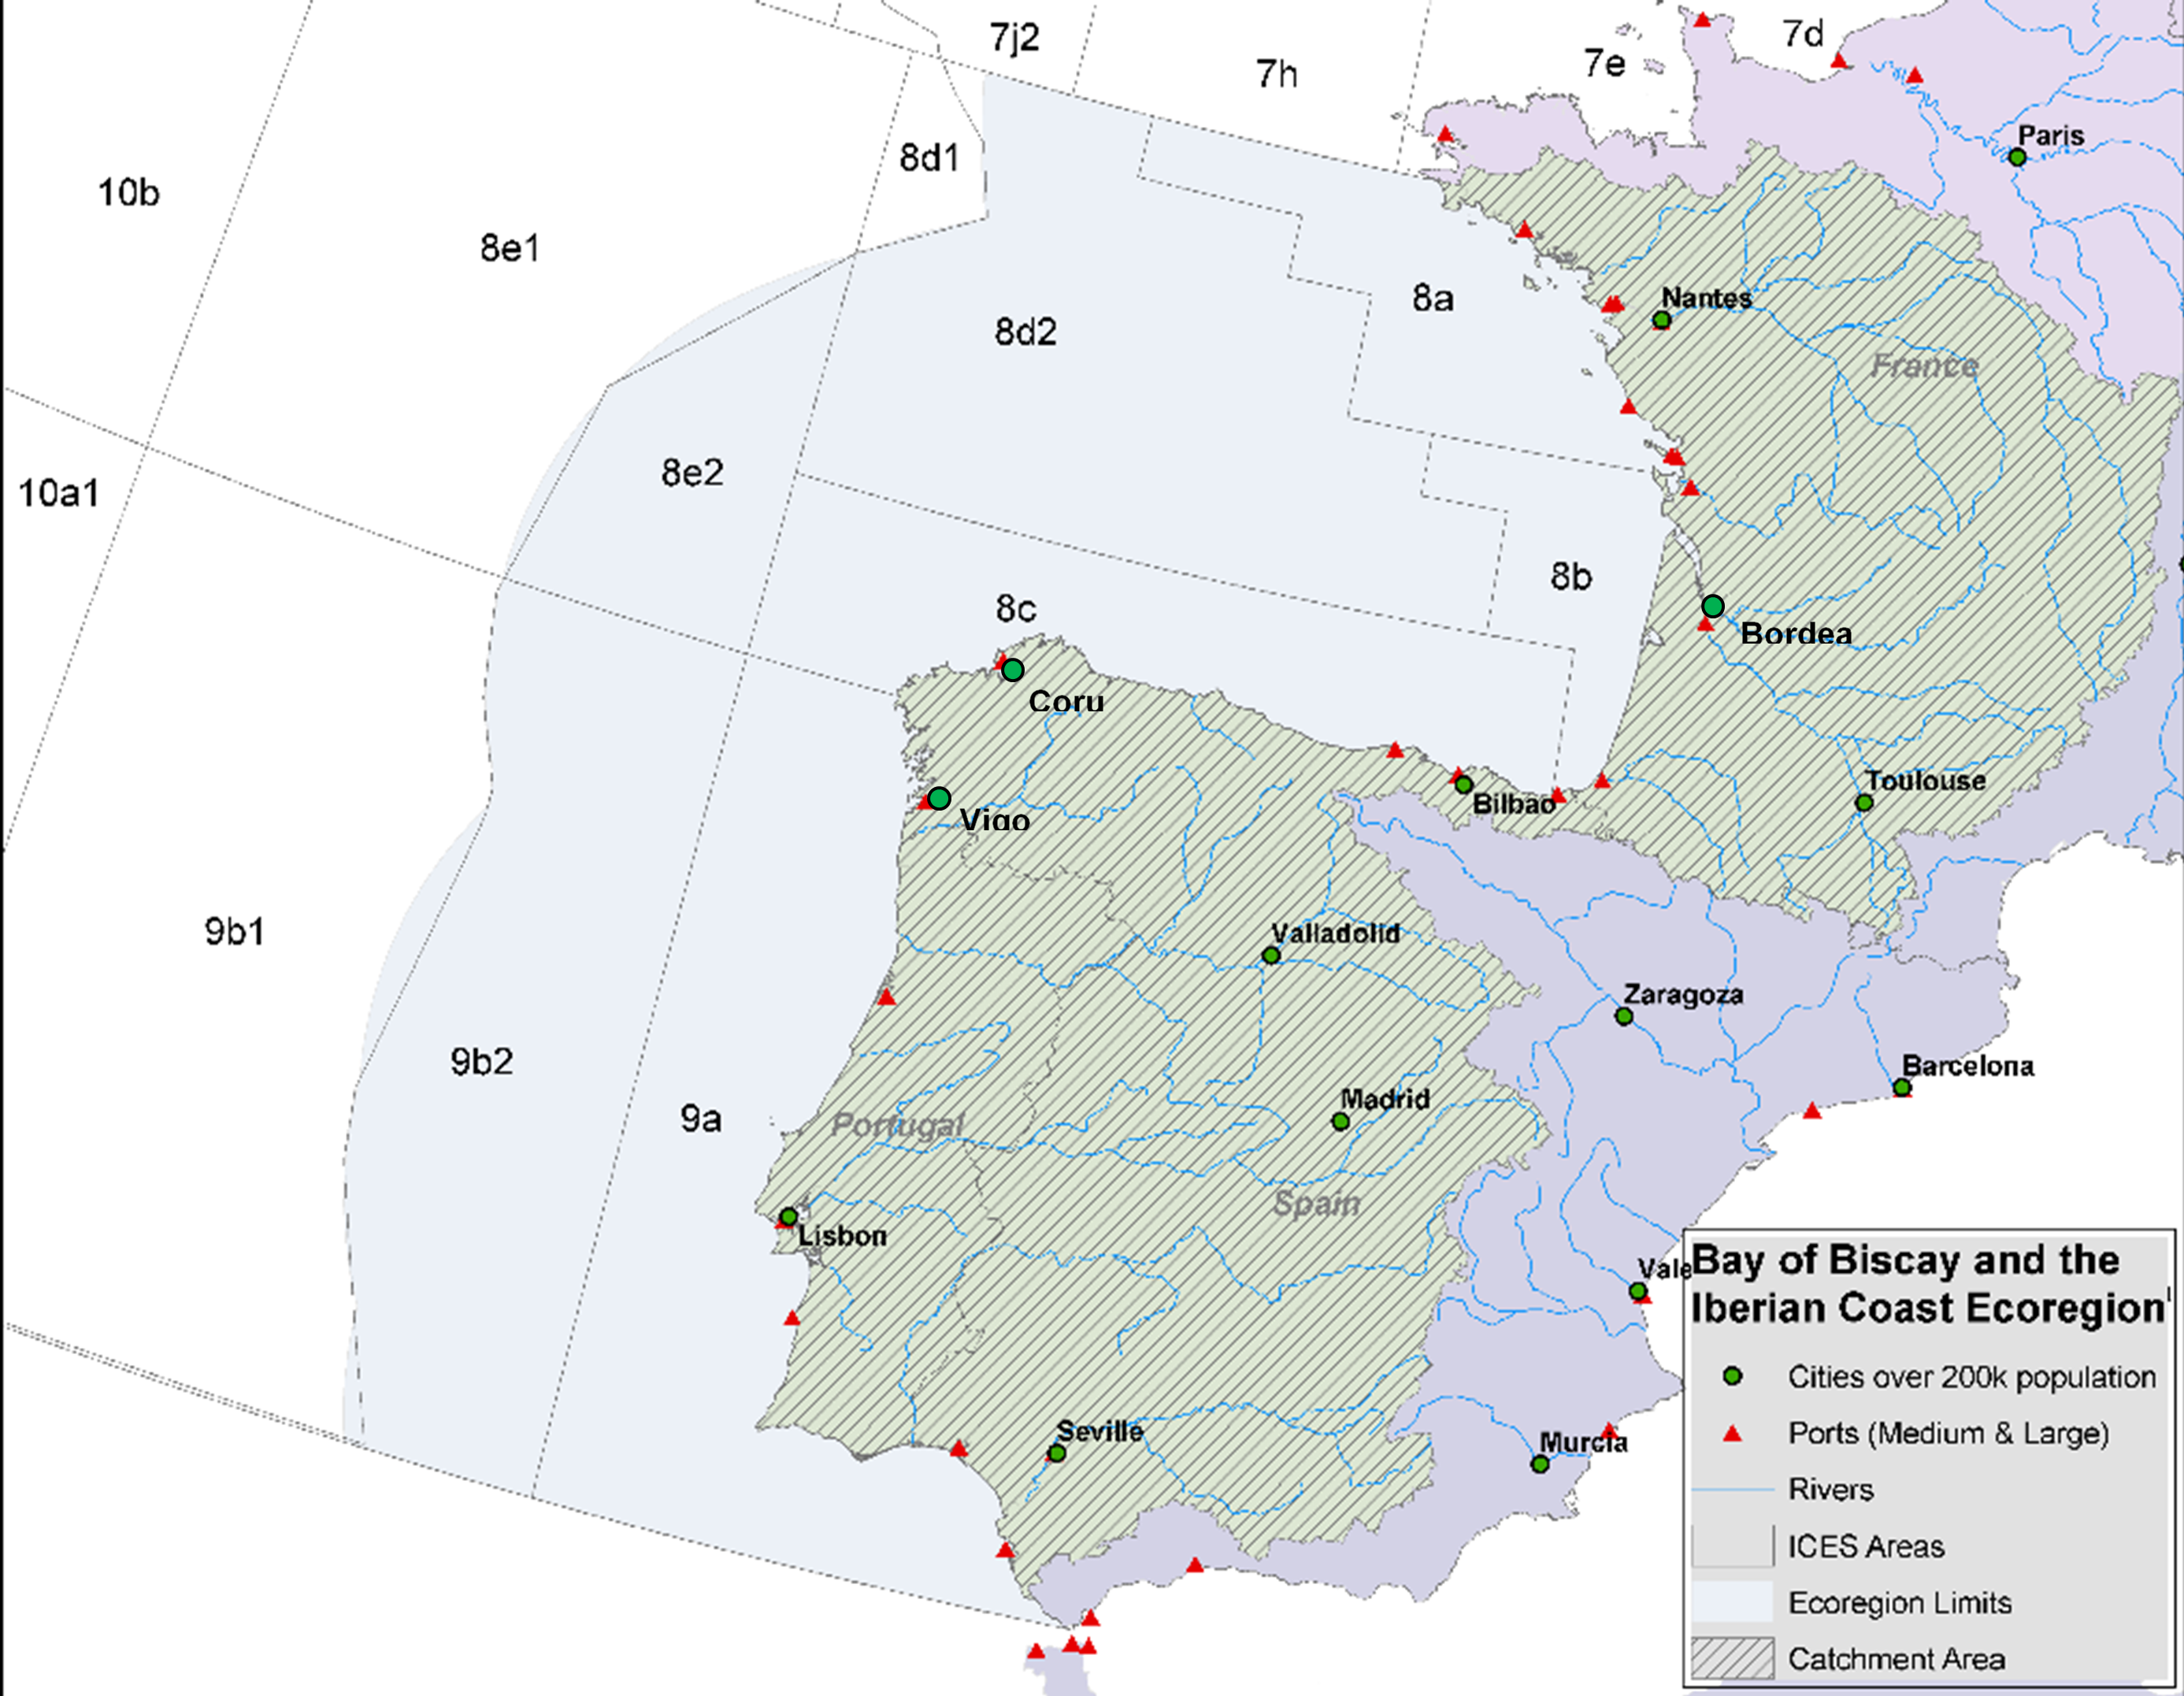 7j2
7h
7e
7d
8d1
Paris
10b
8e1
8a
Nantes
8d2
France
8e2
10a1
8b
8c
Bordea
Coru
Toulouse
Bilbao
Vigo
9b1
Valladolid
Zaragoza
9b2
Barcelona
Madrid
9a
Portugal
Spain
Lisbon
Vale
Seville
Murcia
Bay of Biscay and the
Iberian Coast Ecoregion
Cities over 200k population
Ports (Medium & Large)
Rivers
ICES Areas
Ecoregion Limits
Catchment Area